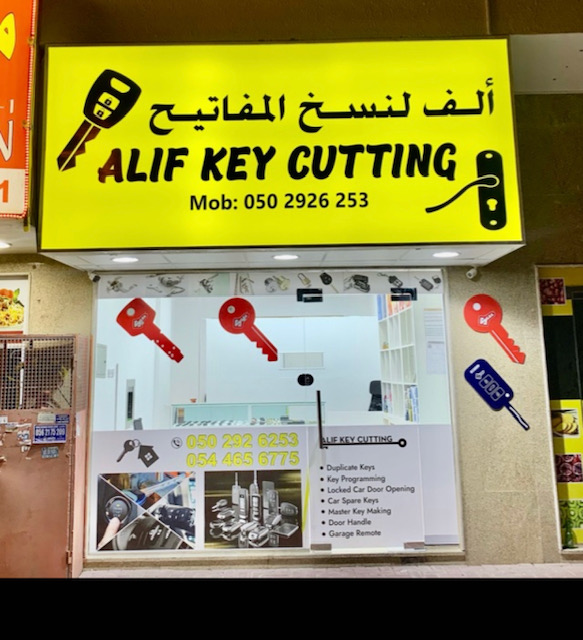 ألف لنسخ المفاتيح
ALIF KEY CUTTING
Mob: 050 2926 253
050 292 6253
054 465 6775
ALIF KEY CUTTING
• Duplicate Keys
• Key Programming
• Locked Car Door Opening
• Car Spare Keys
• Master Key Making
• Door Handle
• Garage Remote